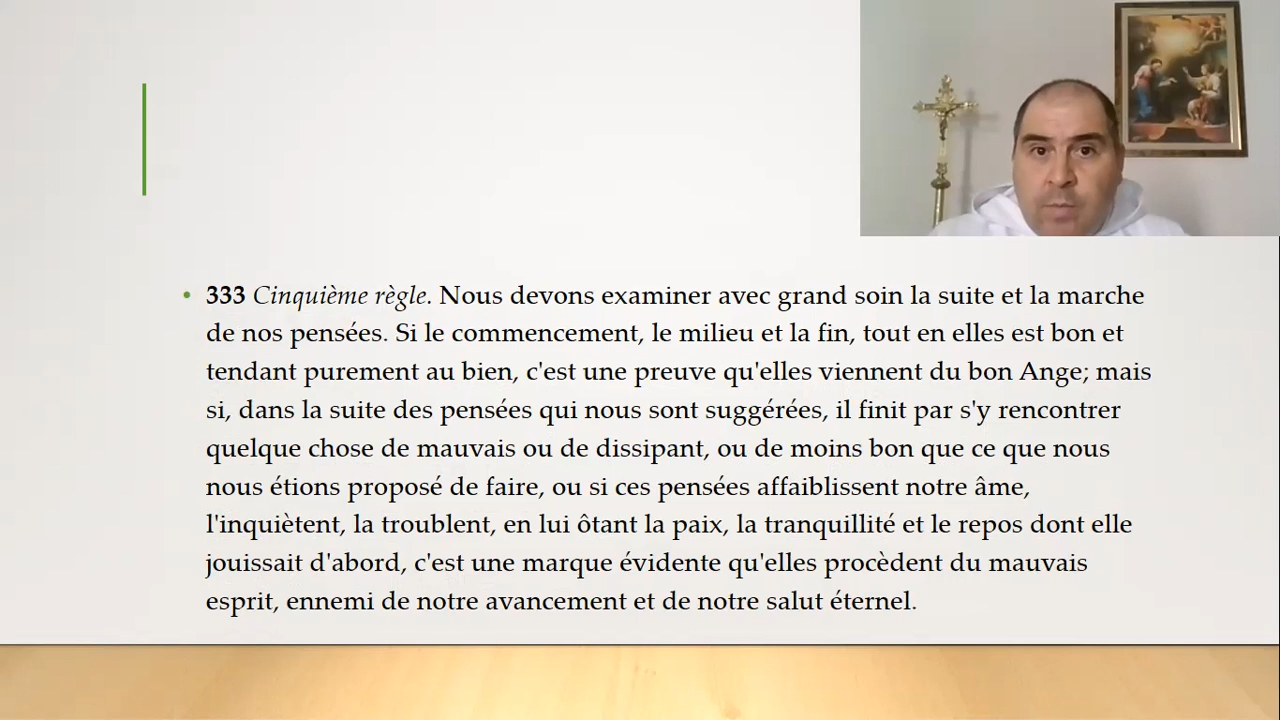 • 333 Cinquième règle. Nous devons examiner avec grand soin la suite et la marche
de nos pensées. Si le commencement, le milieu et la fin, tout en elles est bon et
tendant purement au bien, c'est une preuve qu'elles viennent du bon Ange; mais
si, dans la suite des pensées qui nous sont suggérées, il finit par s'y rencontrer
quelque chose de mauvais ou de dissipant, ou de moins bon que ce que nous
nous étions proposé de faire, ou si ces pensées affaiblissent notre âme,
l'inquiètent, la troublent, en lui ôtant la paix, la tranquillité et le repos dont elle
jouissait d'abord, c'est une marque évidente qu'elles procèdent du mauvais
esprit, ennemi de notre avancement et de notre salut éternel.